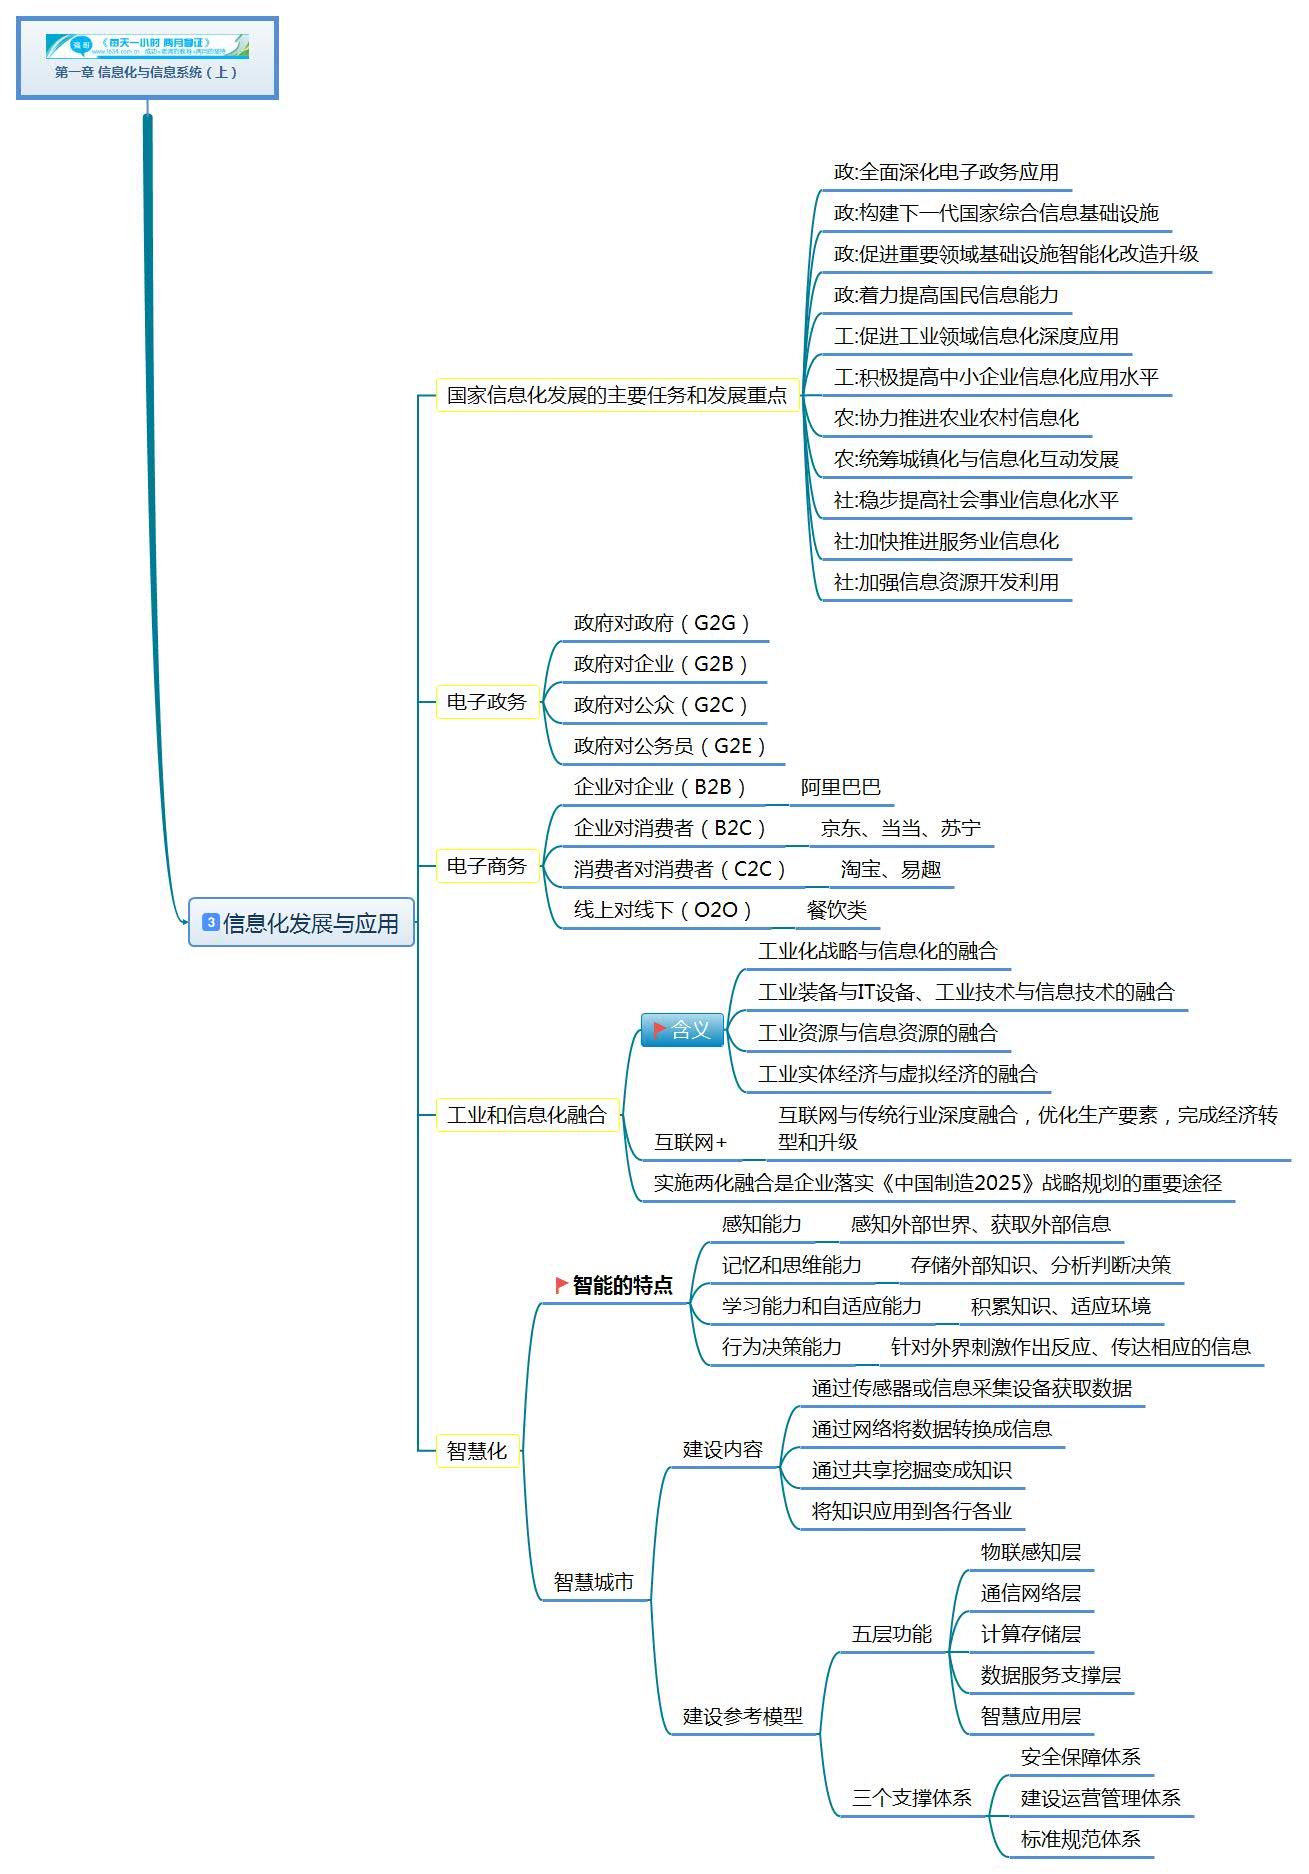 《每天一小时 两月拿证》
第一章 信息化与信息系统（上）
3 信息化发展与应用
国家信息化发展的主要任务和发展重点
政:全面深化电子政务应用
政:构建下一代国家综合信息基础设施
政:促进重要领域基础设施智能化改造升级
政:着力提高国民信息能力
工:促进工业领域信息化深度应用
工:积极提高中小企业信息化应用水平
农:协力推进农业农村信息化
农:统筹城镇化与信息化互动发展
社:稳步提高社会事业信息化水平
社:加快推进服务业信息化
社:加强信息资源开发利用
电子政务
政府对政府（G2G）
政府对企业（G2B）
政府对公众（G2C）
政府对公务员（G2E）
电子商务
企业对企业（B2B） 阿里巴巴
企业对消费者（B2C） 京东、当当、苏宁
消费者对消费者（C2C） 淘宝、易趣
线上对线下（O2O） 餐饮类
工业和信息化融合
含义
工业化战略与信息化的融合
工业装备与IT设备、工业技术与信息技术的融合
工业资源与信息资源的融合
工业实体经济与虚拟经济的融合
互联网+
互联网与传统行业深度融合，优化生产要素，完成经济转
型和升级
实施两化融合是企业落实《中国制造2025》战略规划的重要途径
智慧化
智能的特点
感知能力 感知外部世界、获取外部信息
记忆和思维能力 存储外部知识、分析判断决策
学习能力和自适应能力 积累知识、适应环境
行为决策能力 针对外界刺激作出反应、传达相应的信息
智慧城市
建设内容
通过传感器或信息采集设备获取数据
通过网络将数据转换成信息
通过共享挖掘变成知识
将知识应用到各行各业
建设参考模型
五层功能
物联感知层
通信网络层
计算存储层
数据服务支撑层
智慧应用层
三个支撑体系
安全保障体系
建设运营管理体系
标准规范体系